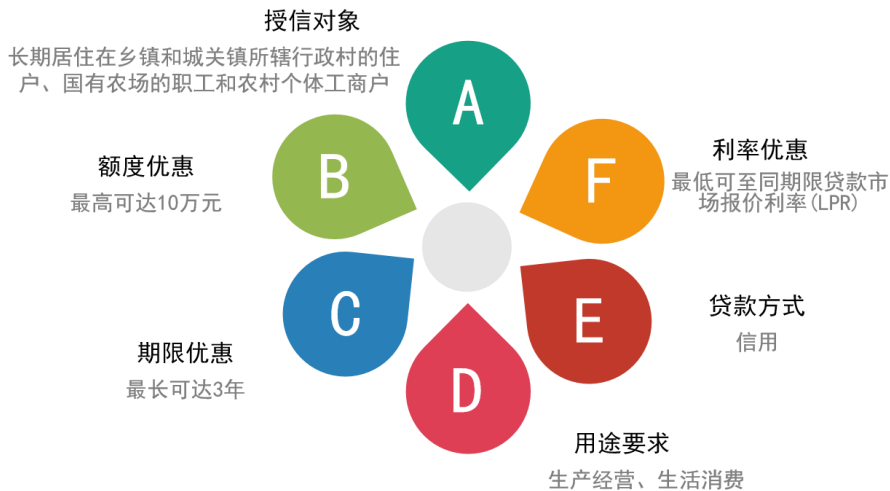 授信对象
长期居住在乡镇和城关镇所辖行政村的住
户、国有农场的职工和农村个体工商户
A
B
额度优惠
最高可达10万元
C
期限优惠
最长可达3年
D
用途要求
生产经营、生活消费
E
贷款方式
信用
F
利率优惠
最低可至同期限贷款市
场报价利率(LPR)